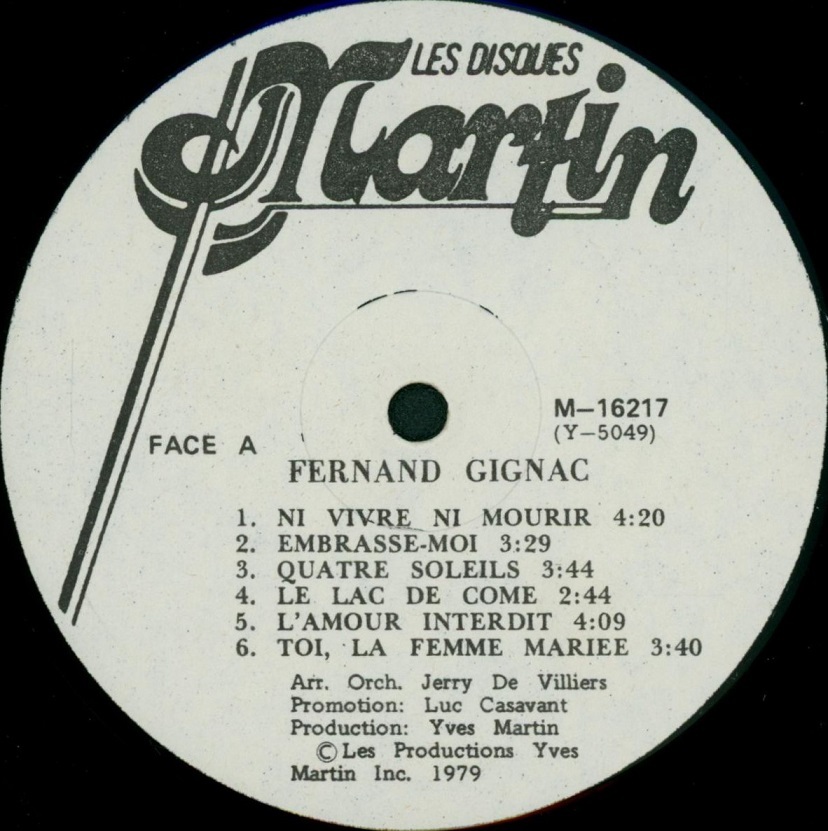 LES DISQUES
Martin
M-16217
(Y-5049)
FACE A
FERNAND GIGNAC
1. NI VIVRE NI MOURIR 4:20
2. EMBRASSE-MOI 3:29
3. QUATRE SOLEILS 3:44
4. LE LAC DE COME 2:44
5. L'AMOUR INTERDIT 4:09
6. TOI, LA FEMME MARIEE 3:40
Arr. Orch. Jerry De Villiers
Promotion: Luc Casavant
Production: Yves Martin
©Les Productions Yves
Martin Inc. 1979